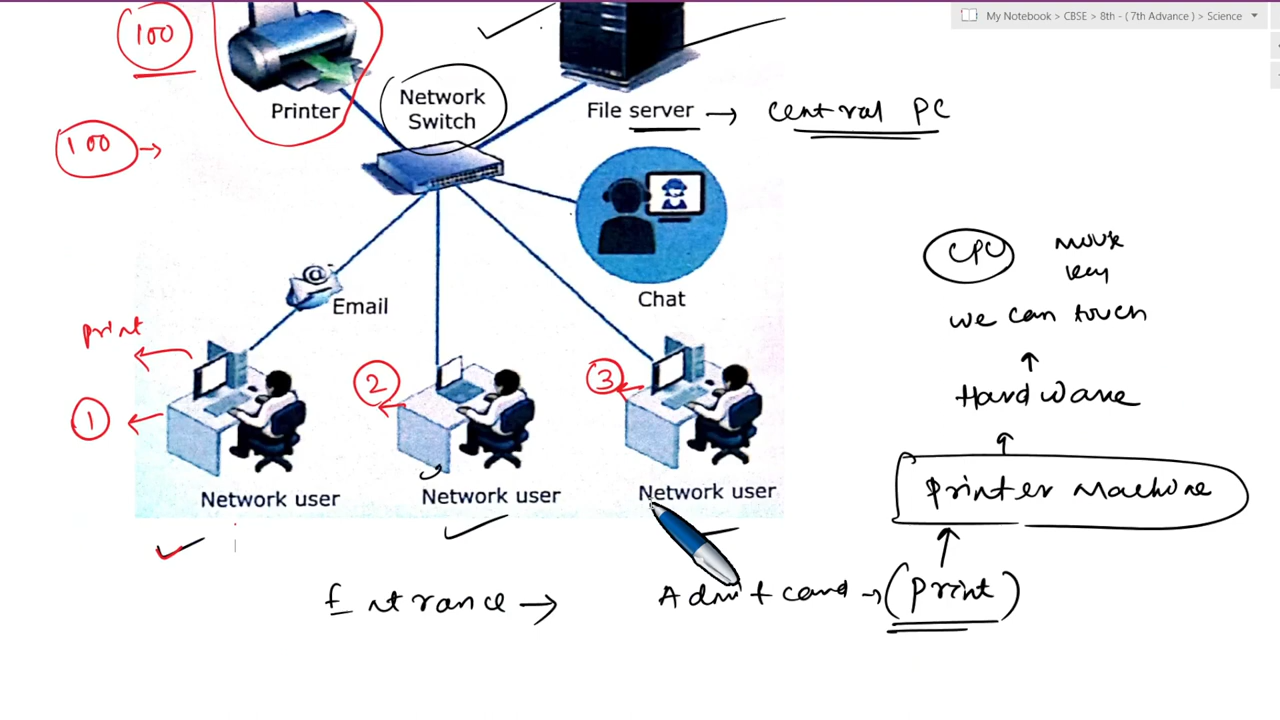 My Notebook > CBSE > 8th - ( 7th Advance ) > Science
100
Printer
Network
Switch
File server → central PC
100 →
CPU mouse
key
Email
Chat
we can touch
print
1
2
3
Hardware
Network user
Network user
Network user
Printer Machine
Entrance → Admit card → (print)